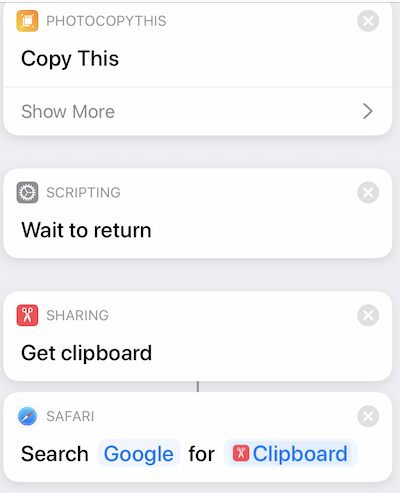 PHOTOCOPYTHIS
Copy This
Show More
SCRIPTING
Wait to return
SHARING
Get clipboard
SAFARI
Search Google for Clipboard